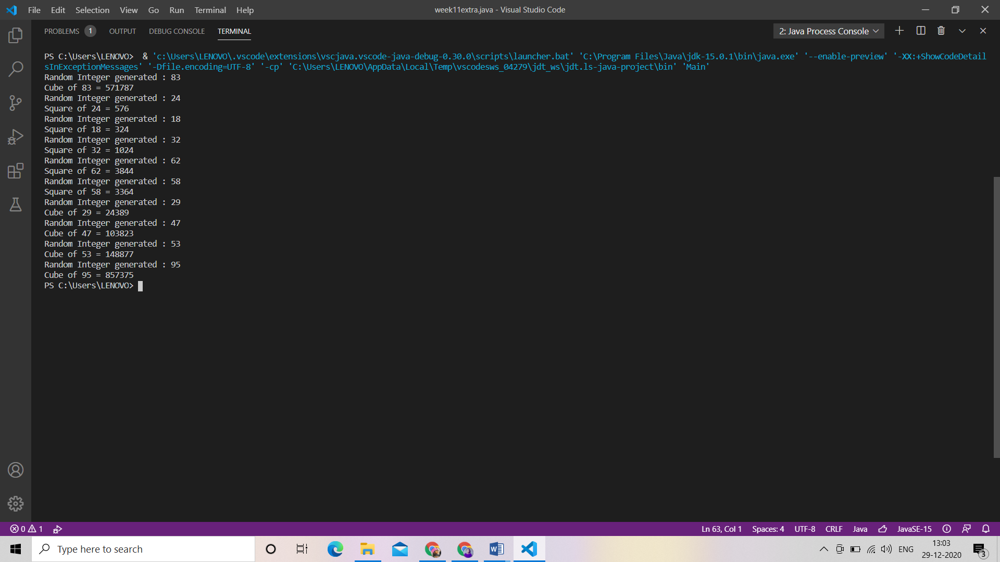 File Edit Selection View Go Run Terminal Help
week11extra.java - Visual Studio Code
PROBLEMS 1 OUTPUT DEBUG CONSOLE TERMINAL
2: Java Process Console
PS C:\Users\LENOVO>  & 'c:\Users\LENOVO\.vscode\extensions\vscjava.vscode-java-debug-0.30.0\scripts\launcher.bat' 'C:\Program Files\Java\jdk-15.0.1\bin\java.exe' '--enable-preview' '-XX:+ShowCodeDetail
sInExceptionMessages' '-Dfile.encoding=UTF-8' '-cp' 'C:\Users\LENOVO\AppData\Local\Temp\vscodesws_04279\jdt_ws\jdt.ls-java-project\bin' 'Main'
Random Integer generated : 83
Cube of 83 = 571787
Random Integer generated : 24
Square of 24 = 576
Random Integer generated : 18
Square of 18 = 324
Random Integer generated : 32
Square of 32 = 1024
Random Integer generated : 62
Square of 62 = 3844
Random Integer generated : 58
Square of 58 = 3364
Random Integer generated : 29
Cube of 29 = 24389
Random Integer generated : 47
Cube of 47 = 103823
Random Integer generated : 53
Cube of 53 = 148877
Random Integer generated : 95
Cube of 95 = 857375
PS C:\Users\LENOVO>
0 1
Ln 63, Col 1 Spaces: 4 UTF-8 CRLF Java JavaSE-15
Type here to search
W
ENG
13:03
29-12-2020
3